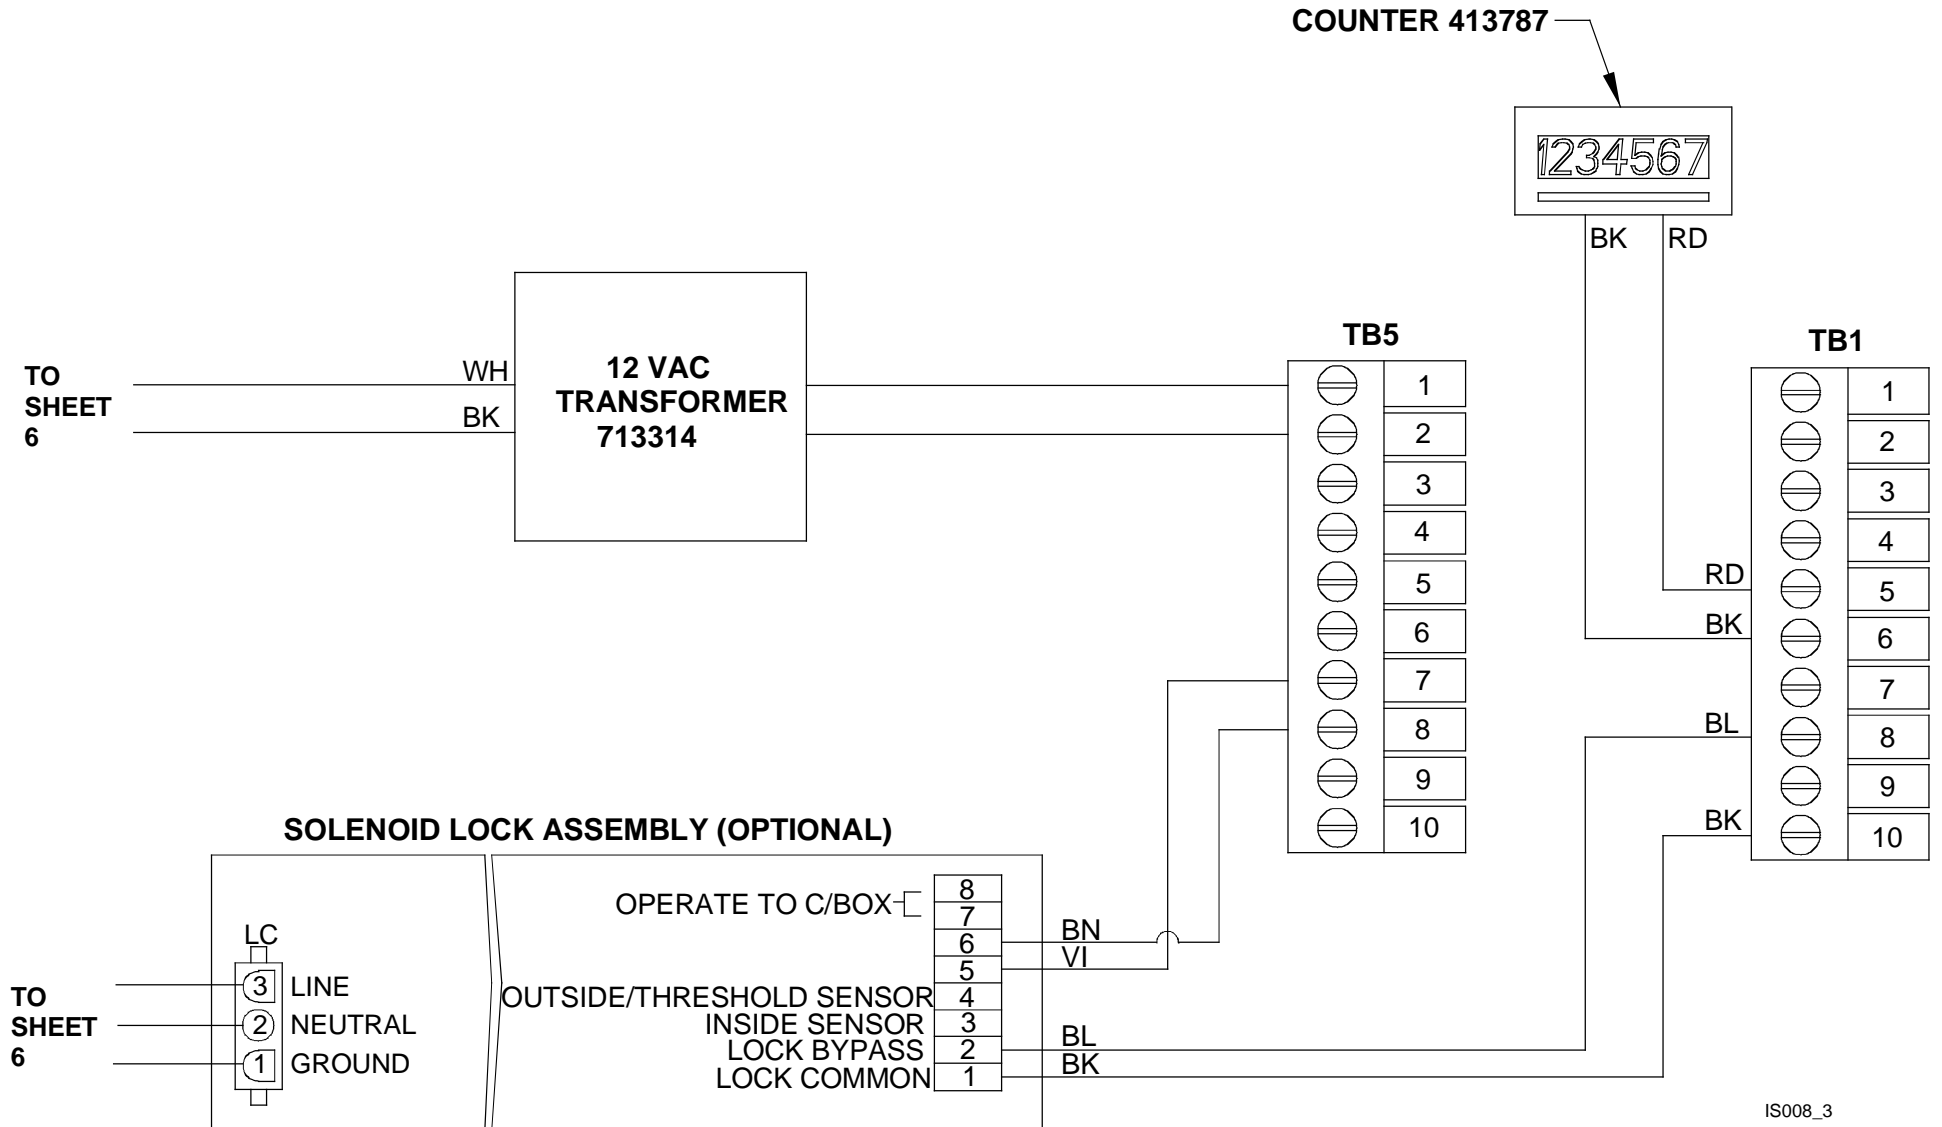 COUNTER 413787
1234567
BK RD
TO
SHEET
6
WH
BK
12 VAC
TRANSFORMER
713314
TB5
1
2
3
4
5
6
7
8
9
10
TB1
1
2
3
4
5
6
7
8
9
10
RD
BK
BL
BK
SOLENOID LOCK ASSEMBLY (OPTIONAL)
TO
SHEET
6
LC
3 LINE
2 NEUTRAL
1 GROUND
OPERATE TO C/BOX
8
7
6
5
OUTSIDE/THRESHOLD SENSOR 4
INSIDE SENSOR 3
LOCK BYPASS 2
LOCK COMMON 1
BN
VI
BL
BK
IS008_3